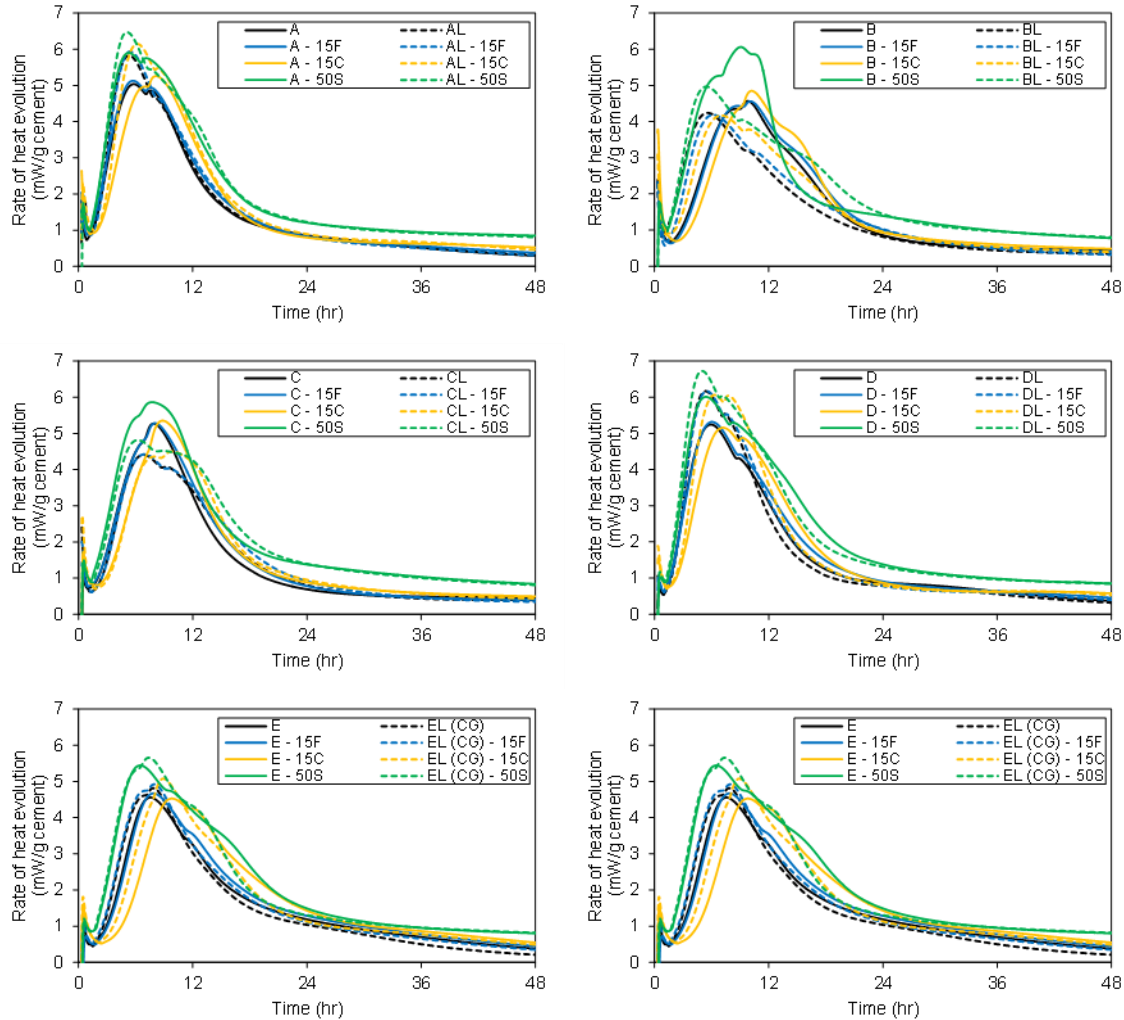 A AL
A - 15F AL - 15F
A - 15C AL - 15C
A - 50S AL - 50S
Rate of heat evolution
(mW/g cement)
7
6
5
4
3
2
1
0
0 12 24 36 48
Time (hr)
B BL
B - 15F BL - 15F
B - 15C BL - 15C
B - 50S BL - 50S
Rate of heat evolution
(mW/g cement)
7
6
5
4
3
2
1
0
0 12 24 36 48
Time (hr)
C CL
C - 15F CL - 15F
C - 15C CL - 15C
C - 50S CL - 50S
Rate of heat evolution
(mW/g cement)
7
6
5
4
3
2
1
0
0 12 24 36 48
Time (hr)
D DL
D - 15F DL - 15F
D - 15C DL - 15C
D - 50S DL - 50S
Rate of heat evolution
(mW/g cement)
7
6
5
4
3
2
1
0
0 12 24 36 48
Time (hr)
E EL (CG)
E - 15F EL (CG) - 15F
E - 15C EL (CG) - 15C
E - 50S EL (CG) - 50S
Rate of heat evolution
(mW/g cement)
7
6
5
4
3
2
1
0
0 12 24 36 48
Time (hr)
E EL (CG)
E - 15F EL (CG) - 15F
E - 15C EL (CG) - 15C
E - 50S EL (CG) - 50S
Rate of heat evolution
(mW/g cement)
7
6
5
4
3
2
1
0
0 12 24 36 48
Time (hr)